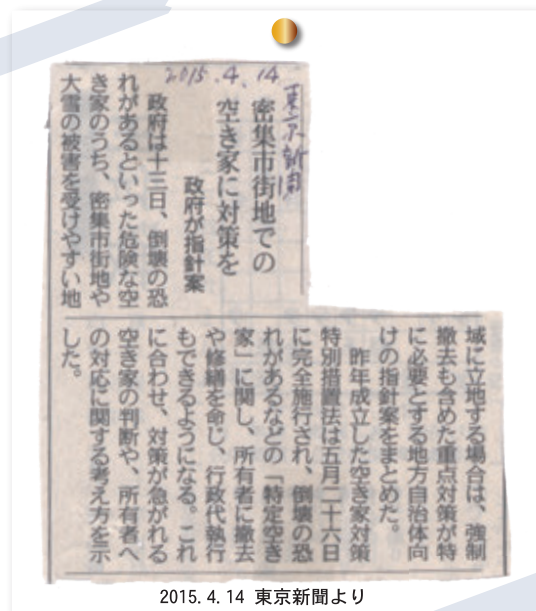 2015.4.14
東京新聞
密集市街地での
空き家に対策を
政府が指針案
政府は十三日、倒壊の恐
れがあるといった危険な空
き家のうち、密集市街地や
大雪の被害を受けやすい地
域に立地する場合は、強制
撤去も含めた重点対策が特
に必要とする地方自治体向
けの指針案をまとめた。
昨年成立した空き家対策
特別措置法は五月二十六日
に完全施行され、倒壊の恐
れがあるなどの「特定空き
家」に関し、所有者に撤去
や修繕を命じ、行政代執行
もできるようになる。これ
に合わせ、対策が急がれる
空き家の判断や、所有者へ
の対応に関する考え方を示
した。
2015.4.14 東京新聞より